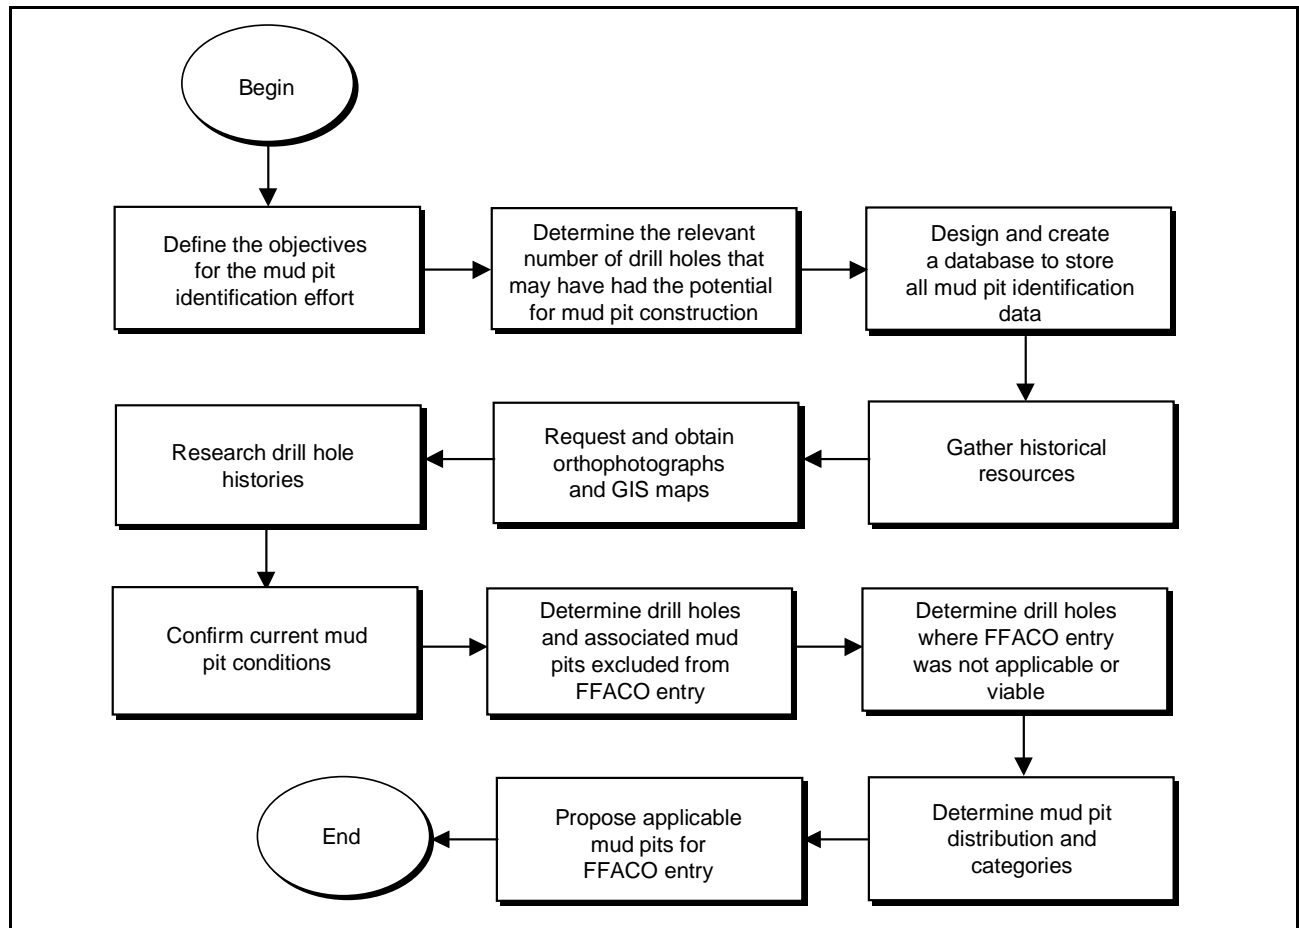 Begin
Define the objectives
for the mud pit
identification effort
Determine the relevant
number of drill holes that
may have had the potential
for mud pit construction
Design and create
a database to store
all mud pit identification
data
Gather historical
resources
Request and obtain
orthophotographs
and GIS maps
Research drill hole
histories
Confirm current mud
pit conditions
Determine drill holes
and associated mud
pits excluded from
FFACO entry
Determine drill holes
where FFACO entry
was not applicable or
viable
Determine mud pit
distribution and
categories
Propose applicable
mud pits for
FFACO entry
End